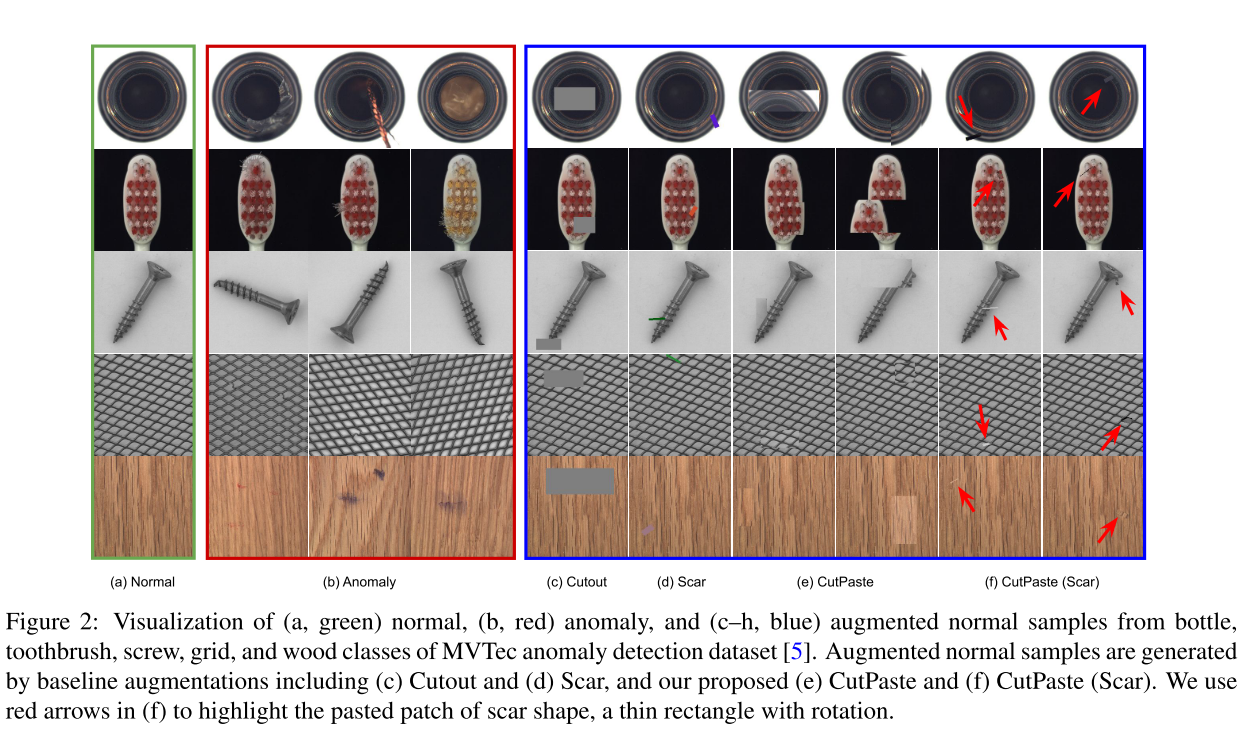 (a) Normal (b) Anomaly (c) Cutout (d) Scar (e) CutPaste (f) CutPaste (Scar)
Figure 2: Visualization of (a, green) normal, (b, red) anomaly, and (c–h, blue) augmented normal samples from bottle,
toothbrush, screw, grid, and wood classes of MVTec anomaly detection dataset [5]. Augmented normal samples are generated
by baseline augmentations including (c) Cutout and (d) Scar, and our proposed (e) CutPaste and (f) CutPaste (Scar). We use
red arrows in (f) to highlight the pasted patch of scar shape, a thin rectangle with rotation.